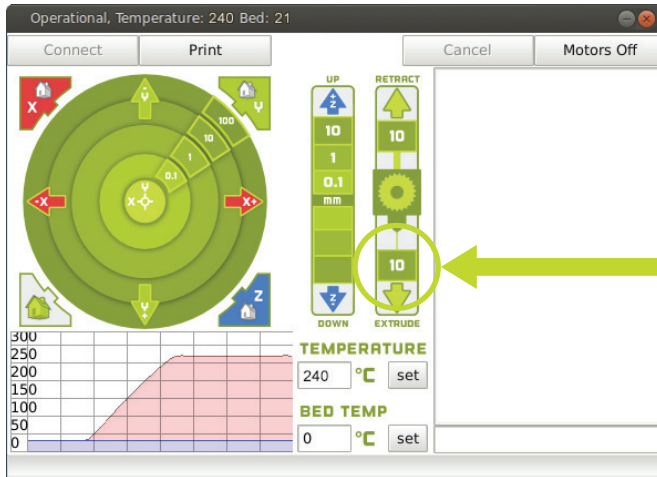 Operational, Temperature: 240 Bed: 21
Connect Print Cancel Motors Off
X Y
-Y
100
10
1
0.1
-X Y X X+
Y+
Z
UP RETRACT
+Z
10 10
1
0.1
mm
10
Z-
DOWN EXTRUDE
300
250
200
150
100
50
0
TEMPERATURE
240 °C set
BED TEMP
0 °C set